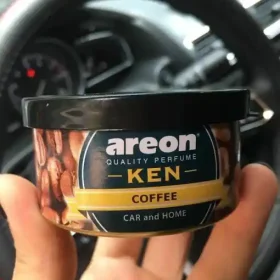 areon®
QUALITY PERFUME
KEN
COFFEE
CAR and HOME